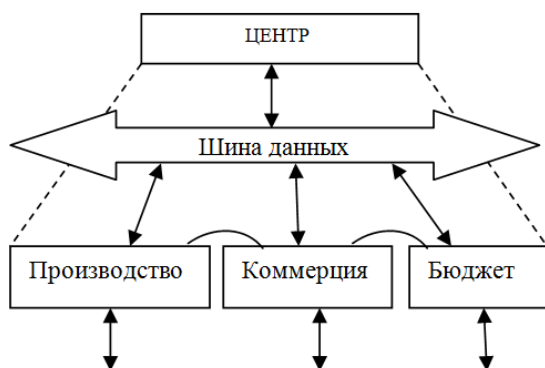 ЦЕНТР
Шина данных
Производство
Коммерция
Бюджет